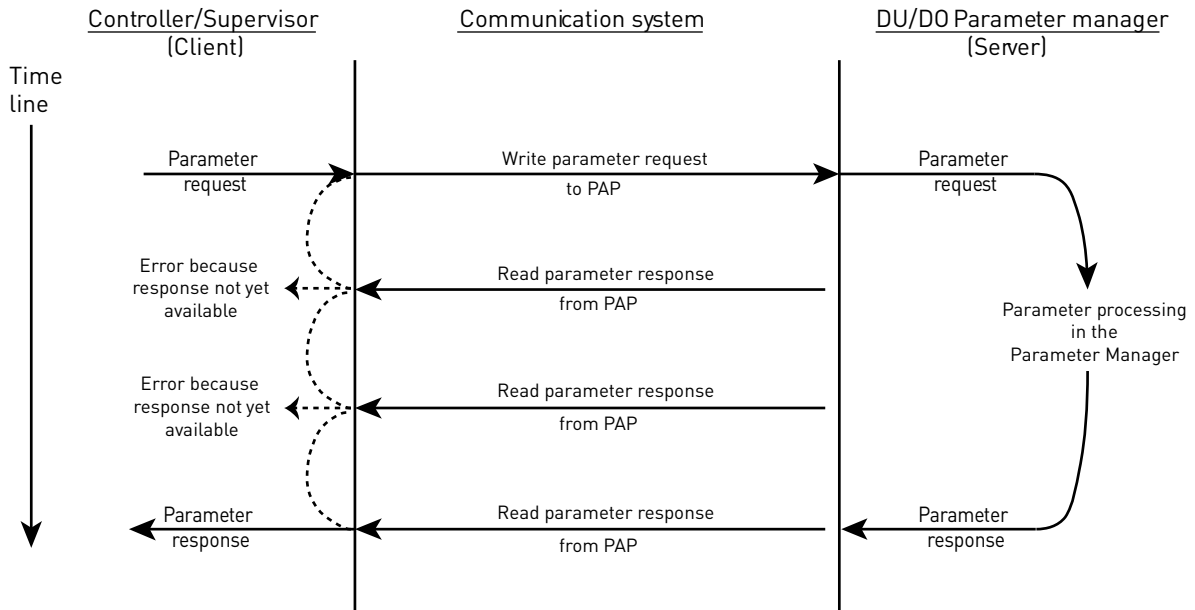 Controller/Supervisor
(Client)
Communication system
DU/DO Parameter manager
(Server)
Time
line
Parameter
request
Write parameter request
to PAP
Parameter
request
Error because
response not yet
available
Read parameter response
from PAP
Parameter processing
in the
Parameter Manager
Error because
response not yet
available
Read parameter response
from PAP
Parameter
response
Read parameter response
from PAP
Parameter
response